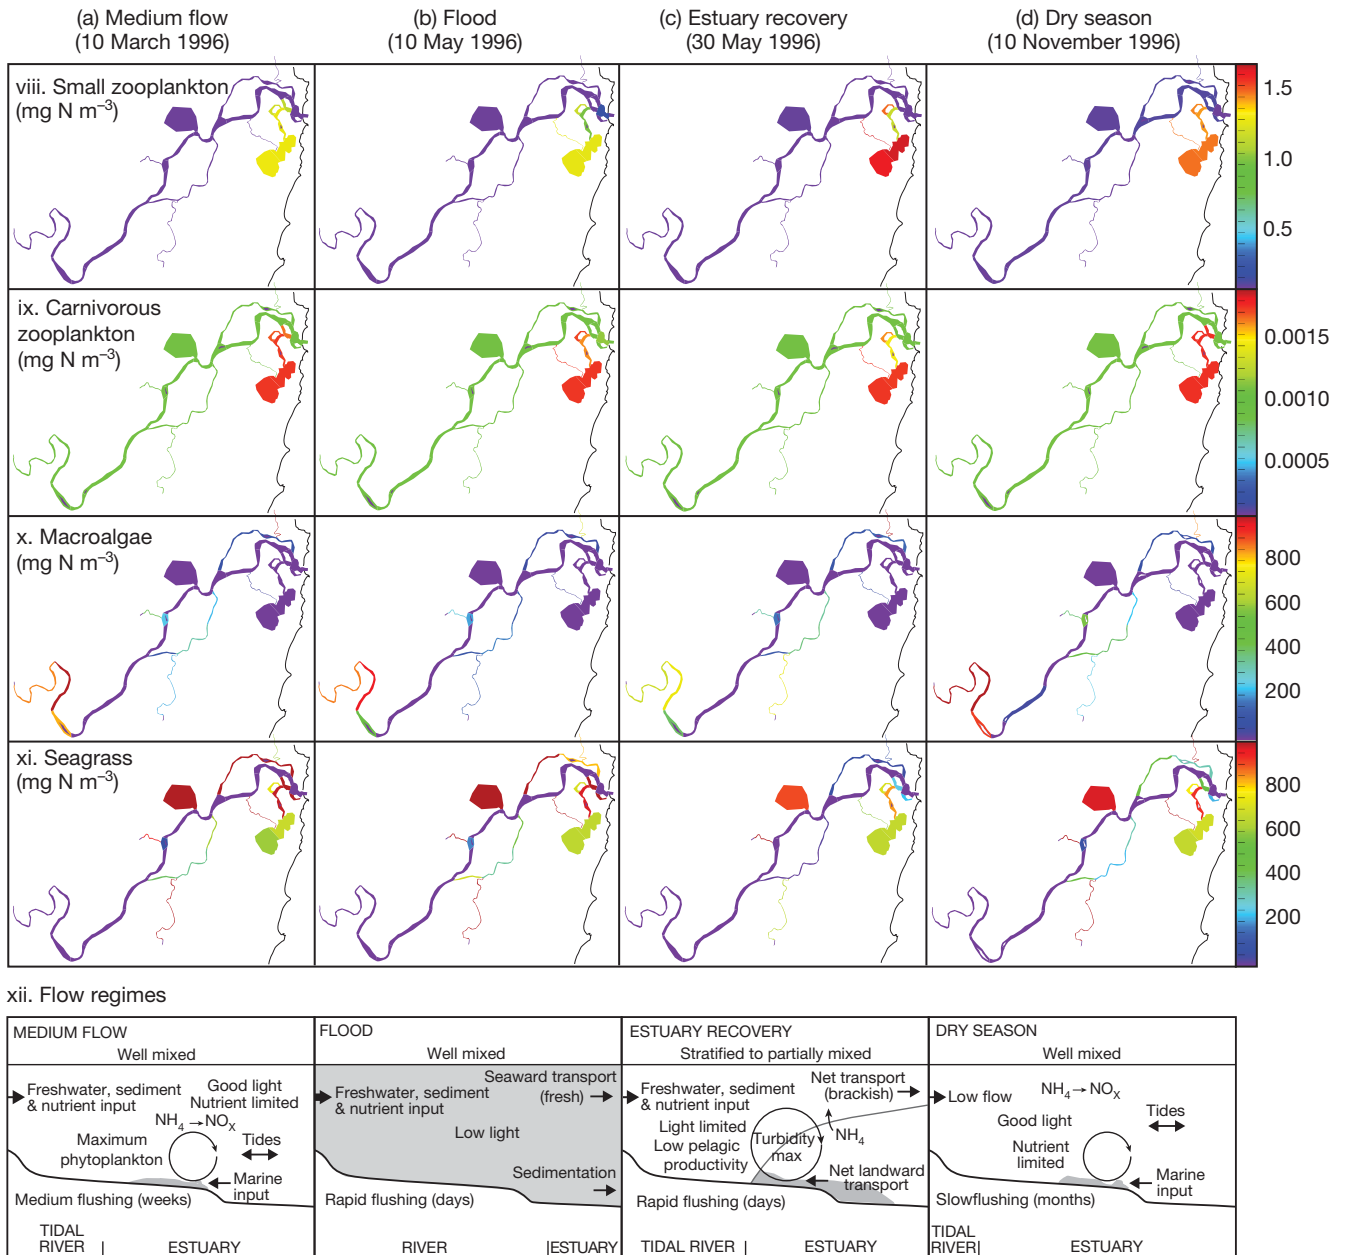 (a) Medium flow
(10 March 1996)
(b) Flood
(10 May 1996)
(c) Estuary recovery
(30 May 1996)
(d) Dry season
(10 November 1996)
viii. Small zooplankton
(mg N m⁻³)
1.5
1.0
0.5
ix. Carnivorous
zooplankton
(mg N m⁻³)
0.0015
0.0010
0.0005
x. Macroalgae
(mg N m⁻³)
800
600
400
200
xi. Seagrass
(mg N m⁻³)
800
600
400
200
xii. Flow regimes
MEDIUM FLOW
Well mixed
Freshwater, sediment
& nutrient input
Good light
Nutrient limited
NH₄ → NOₓ
Maximum
phytoplankton
Tides
Marine
input
Medium flushing (weeks)
TIDAL
RIVER
ESTUARY
FLOOD
Well mixed
Seaward transport
(fresh)
Freshwater, sediment
& nutrient input
Low light
Sedimentation
Rapid flushing (days)
RIVER
ESTUARY
ESTUARY RECOVERY
Stratified to partially mixed
Freshwater, sediment
& nutrient input
Net transport
(brackish)
Light limited
Low pelagic
productivity
Turbidity
max
NH₄
Net landward
transport
Rapid flushing (days)
TIDAL RIVER
ESTUARY
DRY SEASON
Well mixed
Low flow
NH₄ → NOₓ
Good light
Tides
Nutrient
limited
Marine
input
Slowflushing (months)
TIDAL
RIVER
ESTUARY